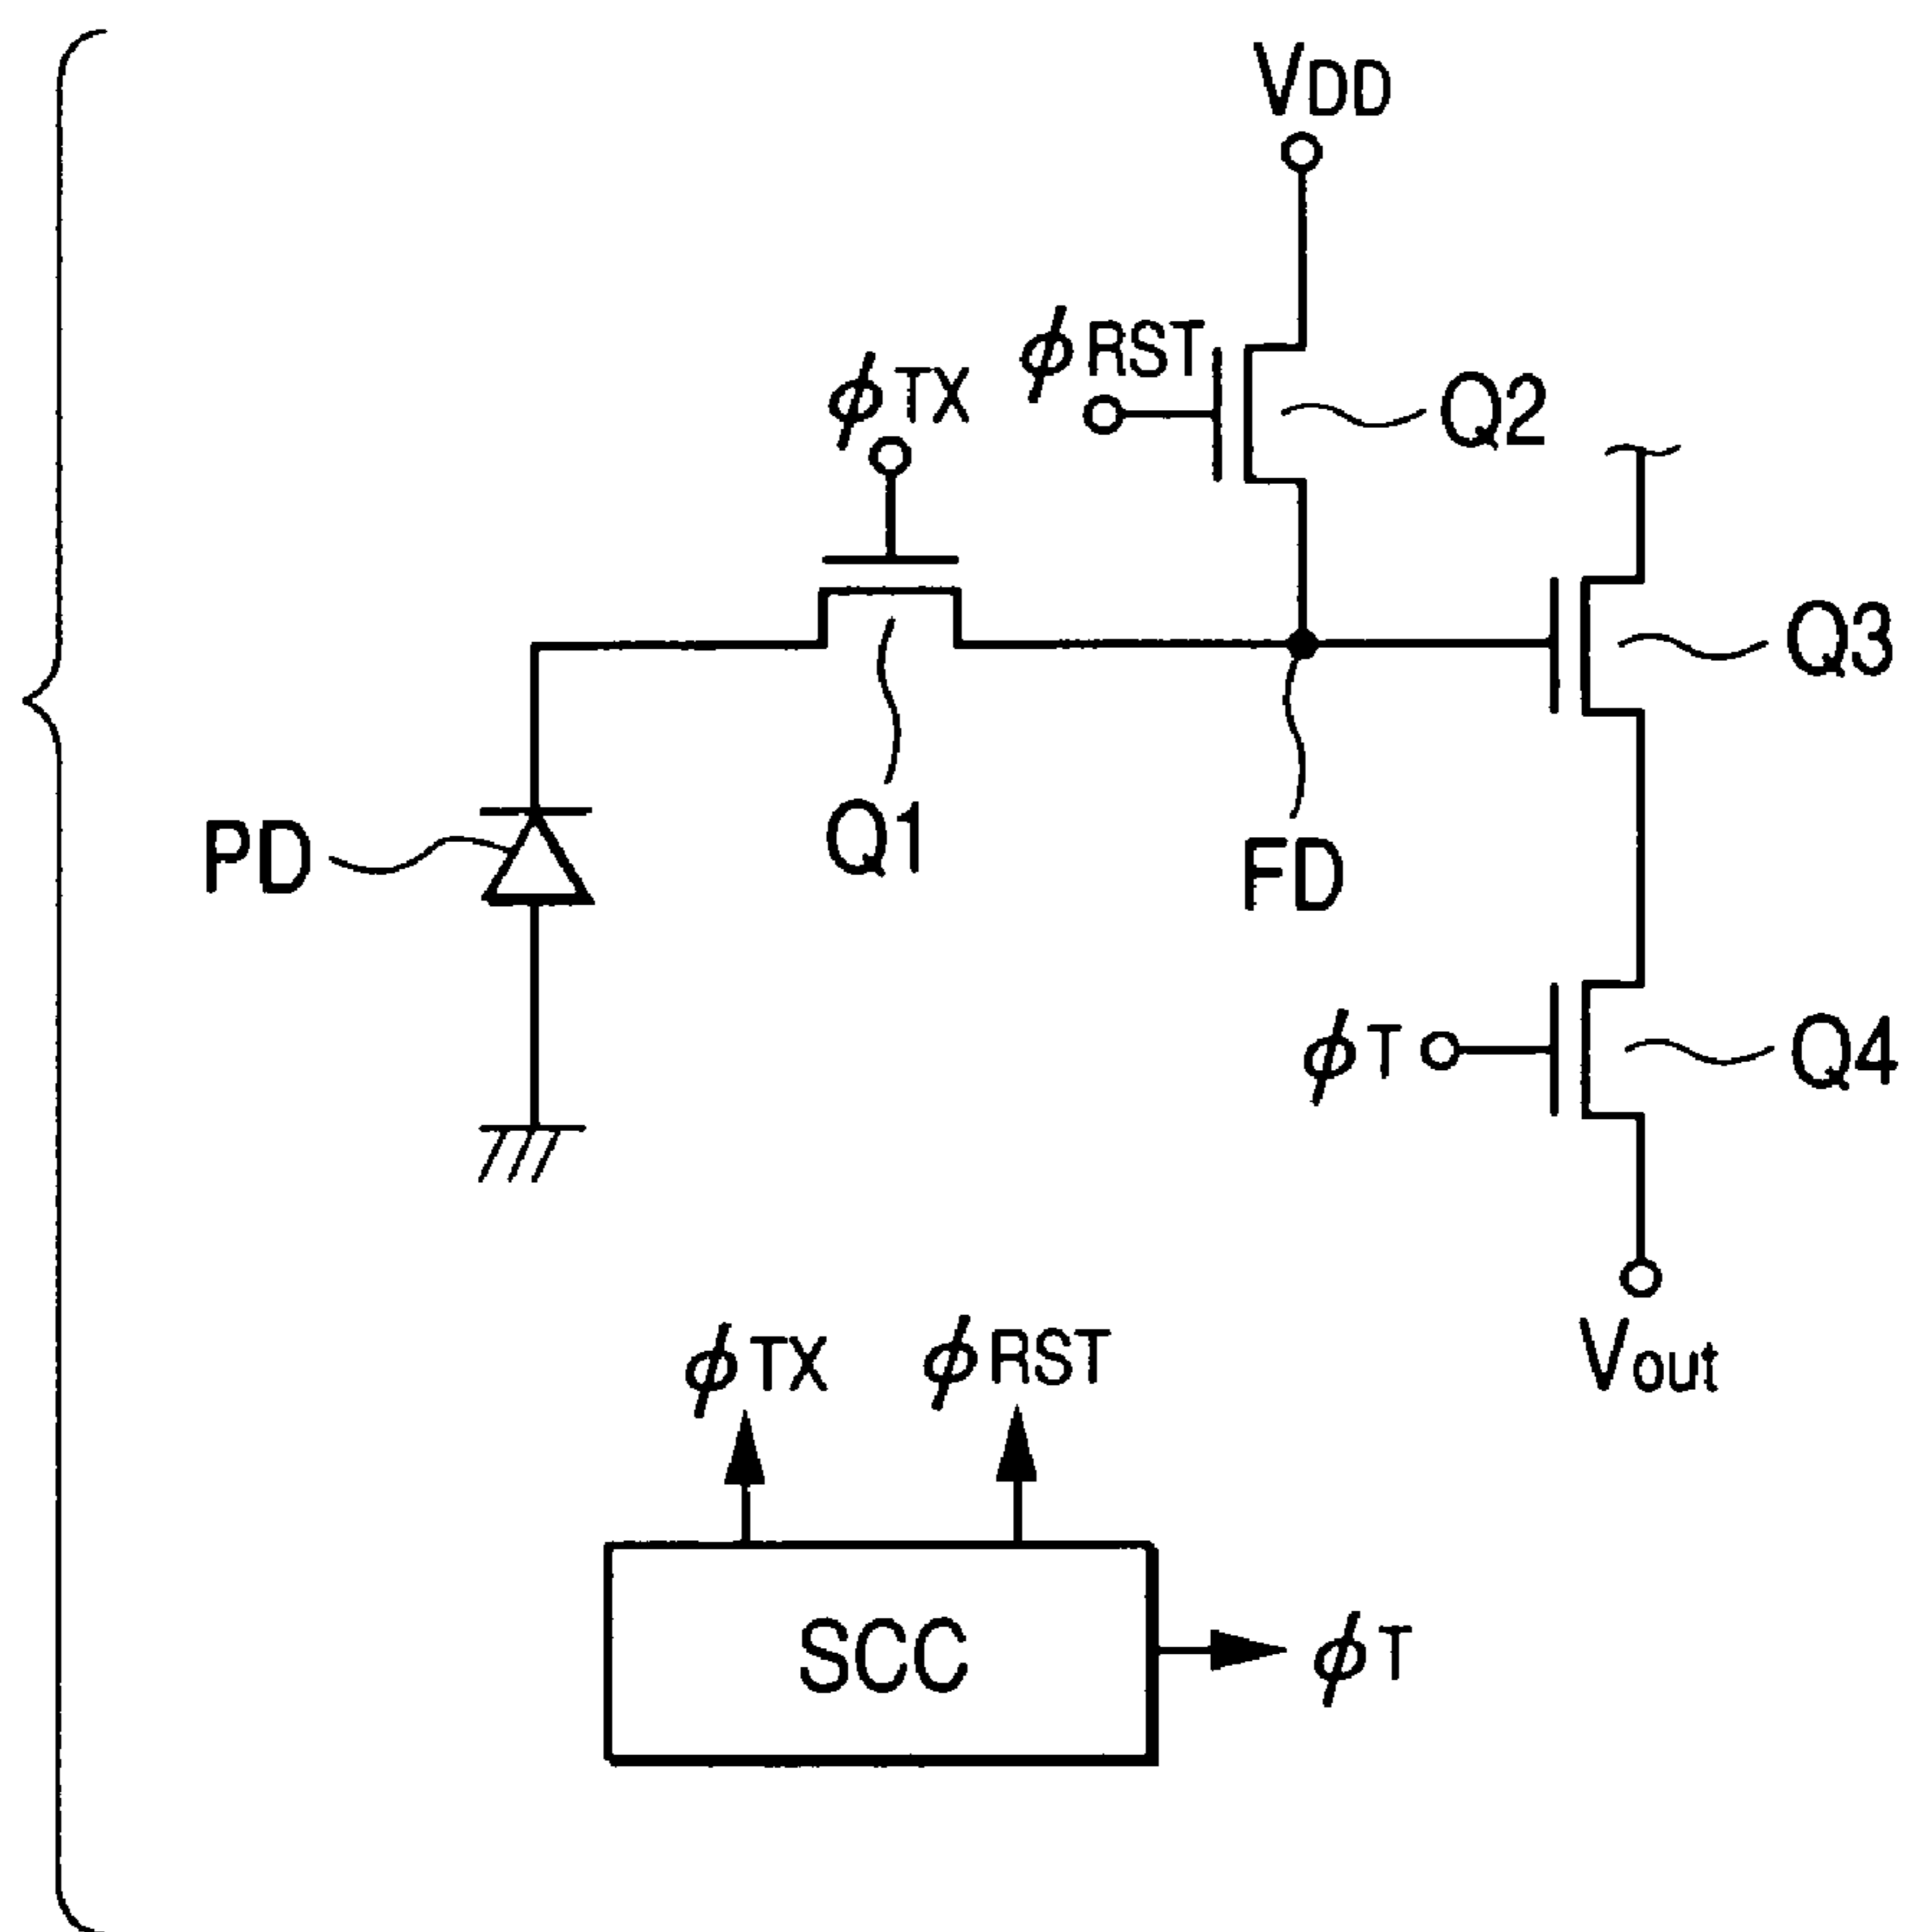 VDD
ϕRST
Q2
ϕTX
Q3
Q1
PD
FD
ϕT
Q4
Vout
ϕTX
ϕRST
SCC
ϕT